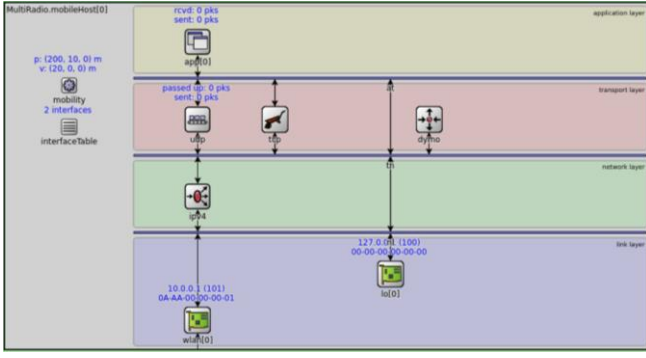 MultiRadio.mobileHost[0]
rcvd: 0 pks
sent: 0 pks
application layer
app[0]
p: (200, 10, 0) m
v: (20, 0, 0) m
mobility
2 interfaces
interfaceTable
passed up: 0 pks
sent: 0 pks
at
transport layer
udp
tcp
dymo
tn
network layer
ipv4
127.0.0.1 (100)
00-00-00-00-00-00
link layer
lo[0]
10.0.0.1 (101)
0A-AA-00-00-00-01
wlan[0]